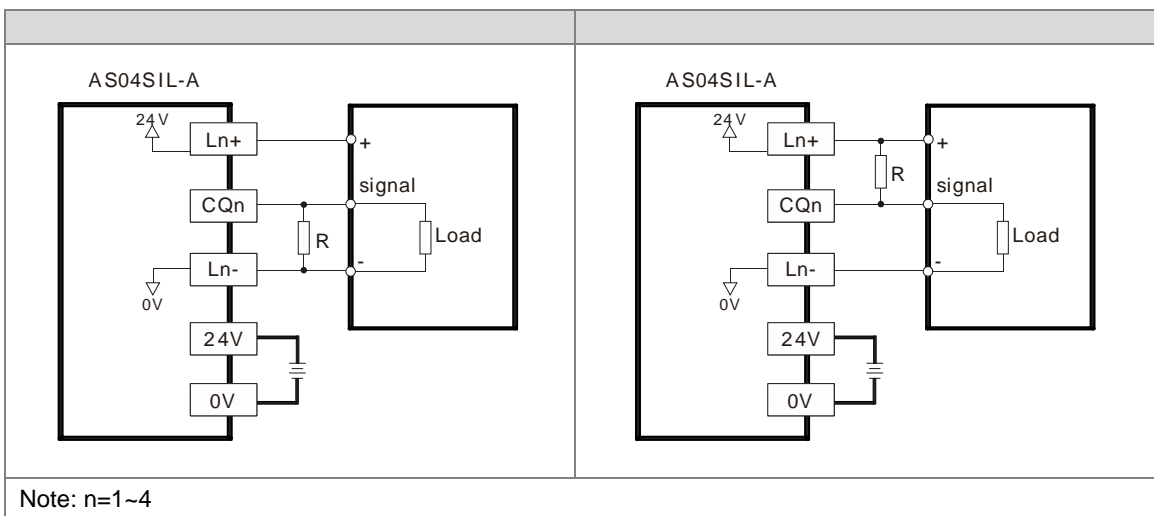 AS04SIL-A
24V
Ln+
+
signal
CQn
R
Load
Ln-
-
0V
24V
0V
AS04SIL-A
24V
Ln+
+
R
signal
CQn
Load
Ln-
-
0V
24V
0V
Note: n=1~4